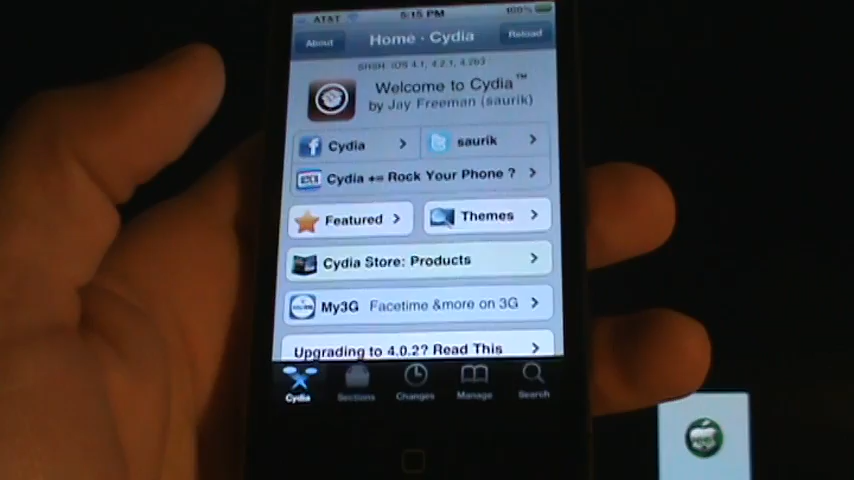 AT&T 5:15 PM 100%
About Home · Cydia Reload
SHSH: iOS 4.1, 4.2.1, 4.2b3
Welcome to Cydia™
by Jay Freeman (saurik)
Cydia saurik
Cydia += Rock Your Phone ?
Featured Themes
Cydia Store: Products
My3G Facetime &more on 3G
Upgrading to 4.0.2? Read This
Cydia Sections Changes Manage Search